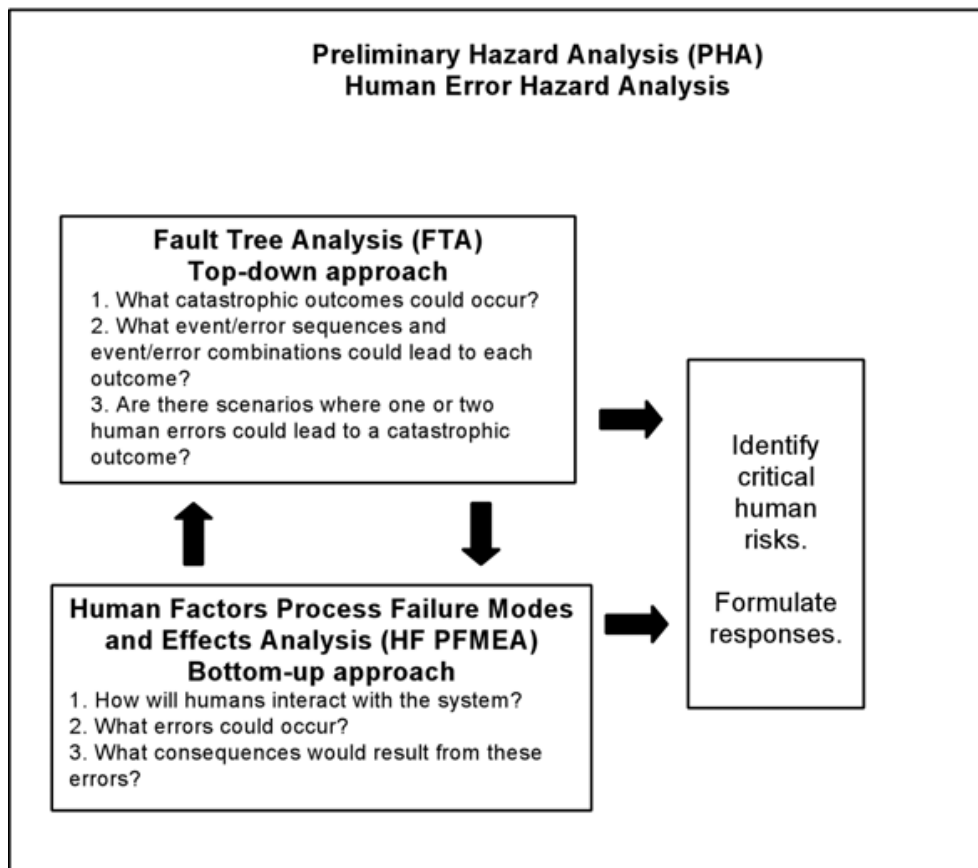 Preliminary Hazard Analysis (PHA)
Human Error Hazard Analysis
Fault Tree Analysis (FTA)
Top-down approach
1. What catastrophic outcomes could occur?
2. What event/error sequences and
event/error combinations could lead to each
outcome?
3. Are there scenarios where one or two
human errors could lead to a catastrophic
outcome?
Identify
critical
human
risks.
Formulate
responses.
Human Factors Process Failure Modes
and Effects Analysis (HF PFMEA)
Bottom-up approach
1. How will humans interact with the system?
2. What errors could occur?
3. What consequences would result from these
errors?